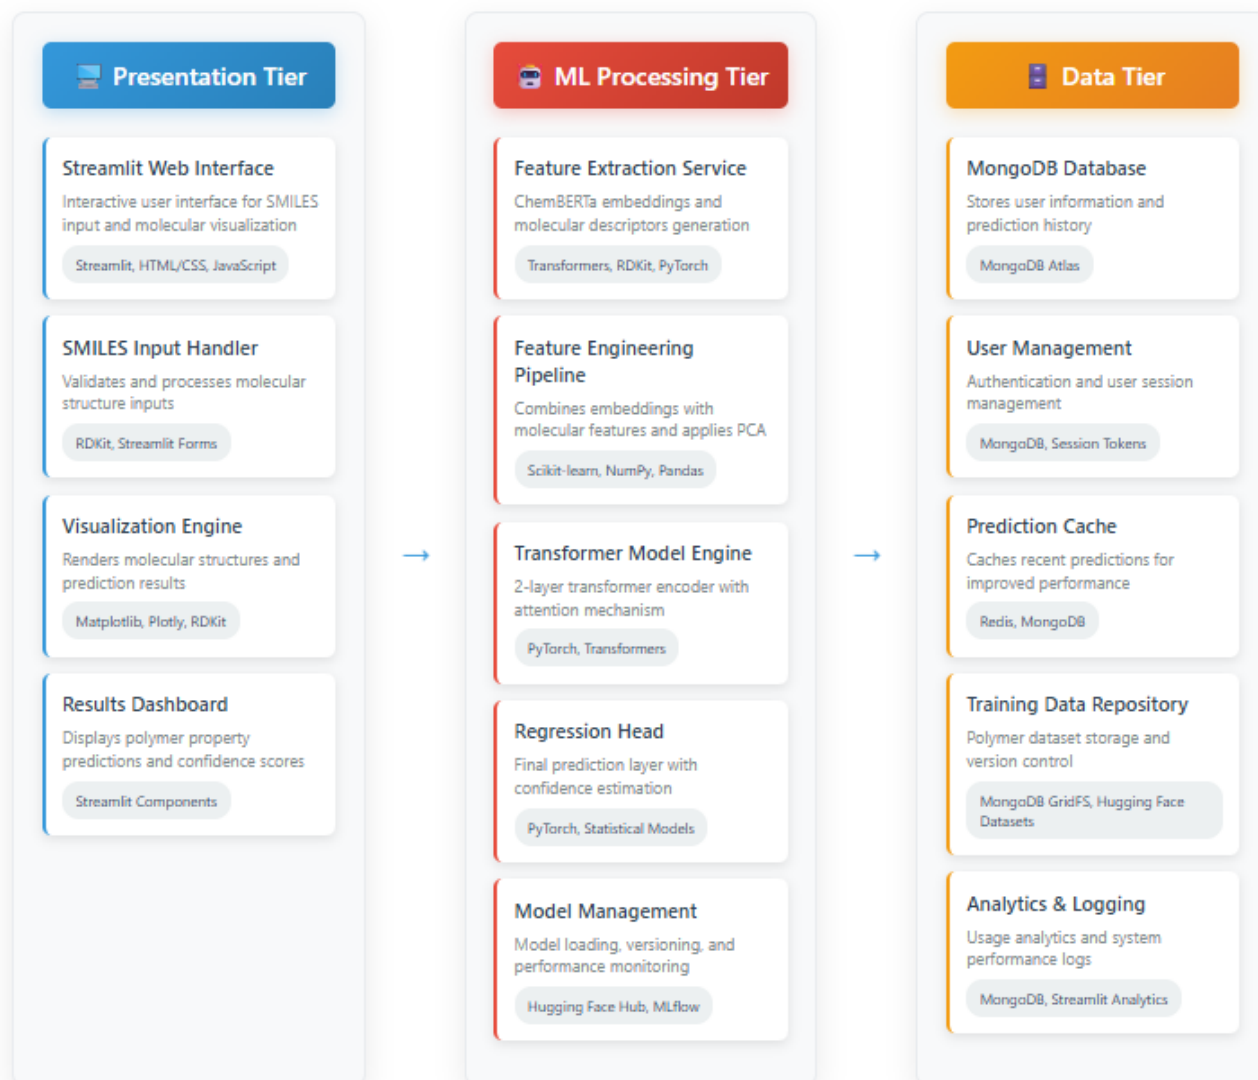 Presentation Tier
Streamlit Web Interface
Interactive user interface for SMILES
input and molecular visualization
Streamlit, HTML/CSS, JavaScript
SMILES Input Handler
Validates and processes molecular
structure inputs
RDKit, Streamlit Forms
Visualization Engine
Renders molecular structures and
prediction results
Matplotlib, Plotly, RDKit
Results Dashboard
Displays polymer property
predictions and confidence scores
Streamlit Components
→
ML Processing Tier
Feature Extraction Service
ChemBERTa embeddings and
molecular descriptors generation
Transformers, RDKit, PyTorch
Feature Engineering
Pipeline
Combines embeddings with
molecular features and applies PCA
Scikit-learn, NumPy, Pandas
Transformer Model Engine
2-layer transformer encoder with
attention mechanism
PyTorch, Transformers
Regression Head
Final prediction layer with
confidence estimation
PyTorch, Statistical Models
Model Management
Model loading, versioning, and
performance monitoring
Hugging Face Hub, MLflow
→
Data Tier
MongoDB Database
Stores user information and
prediction history
MongoDB Atlas
User Management
Authentication and user session
management
MongoDB, Session Tokens
Prediction Cache
Caches recent predictions for
improved performance
Redis, MongoDB
Training Data Repository
Polymer dataset storage and
version control
MongoDB GridFS, Hugging Face
Datasets
Analytics & Logging
Usage analytics and system
performance logs
MongoDB, Streamlit Analytics